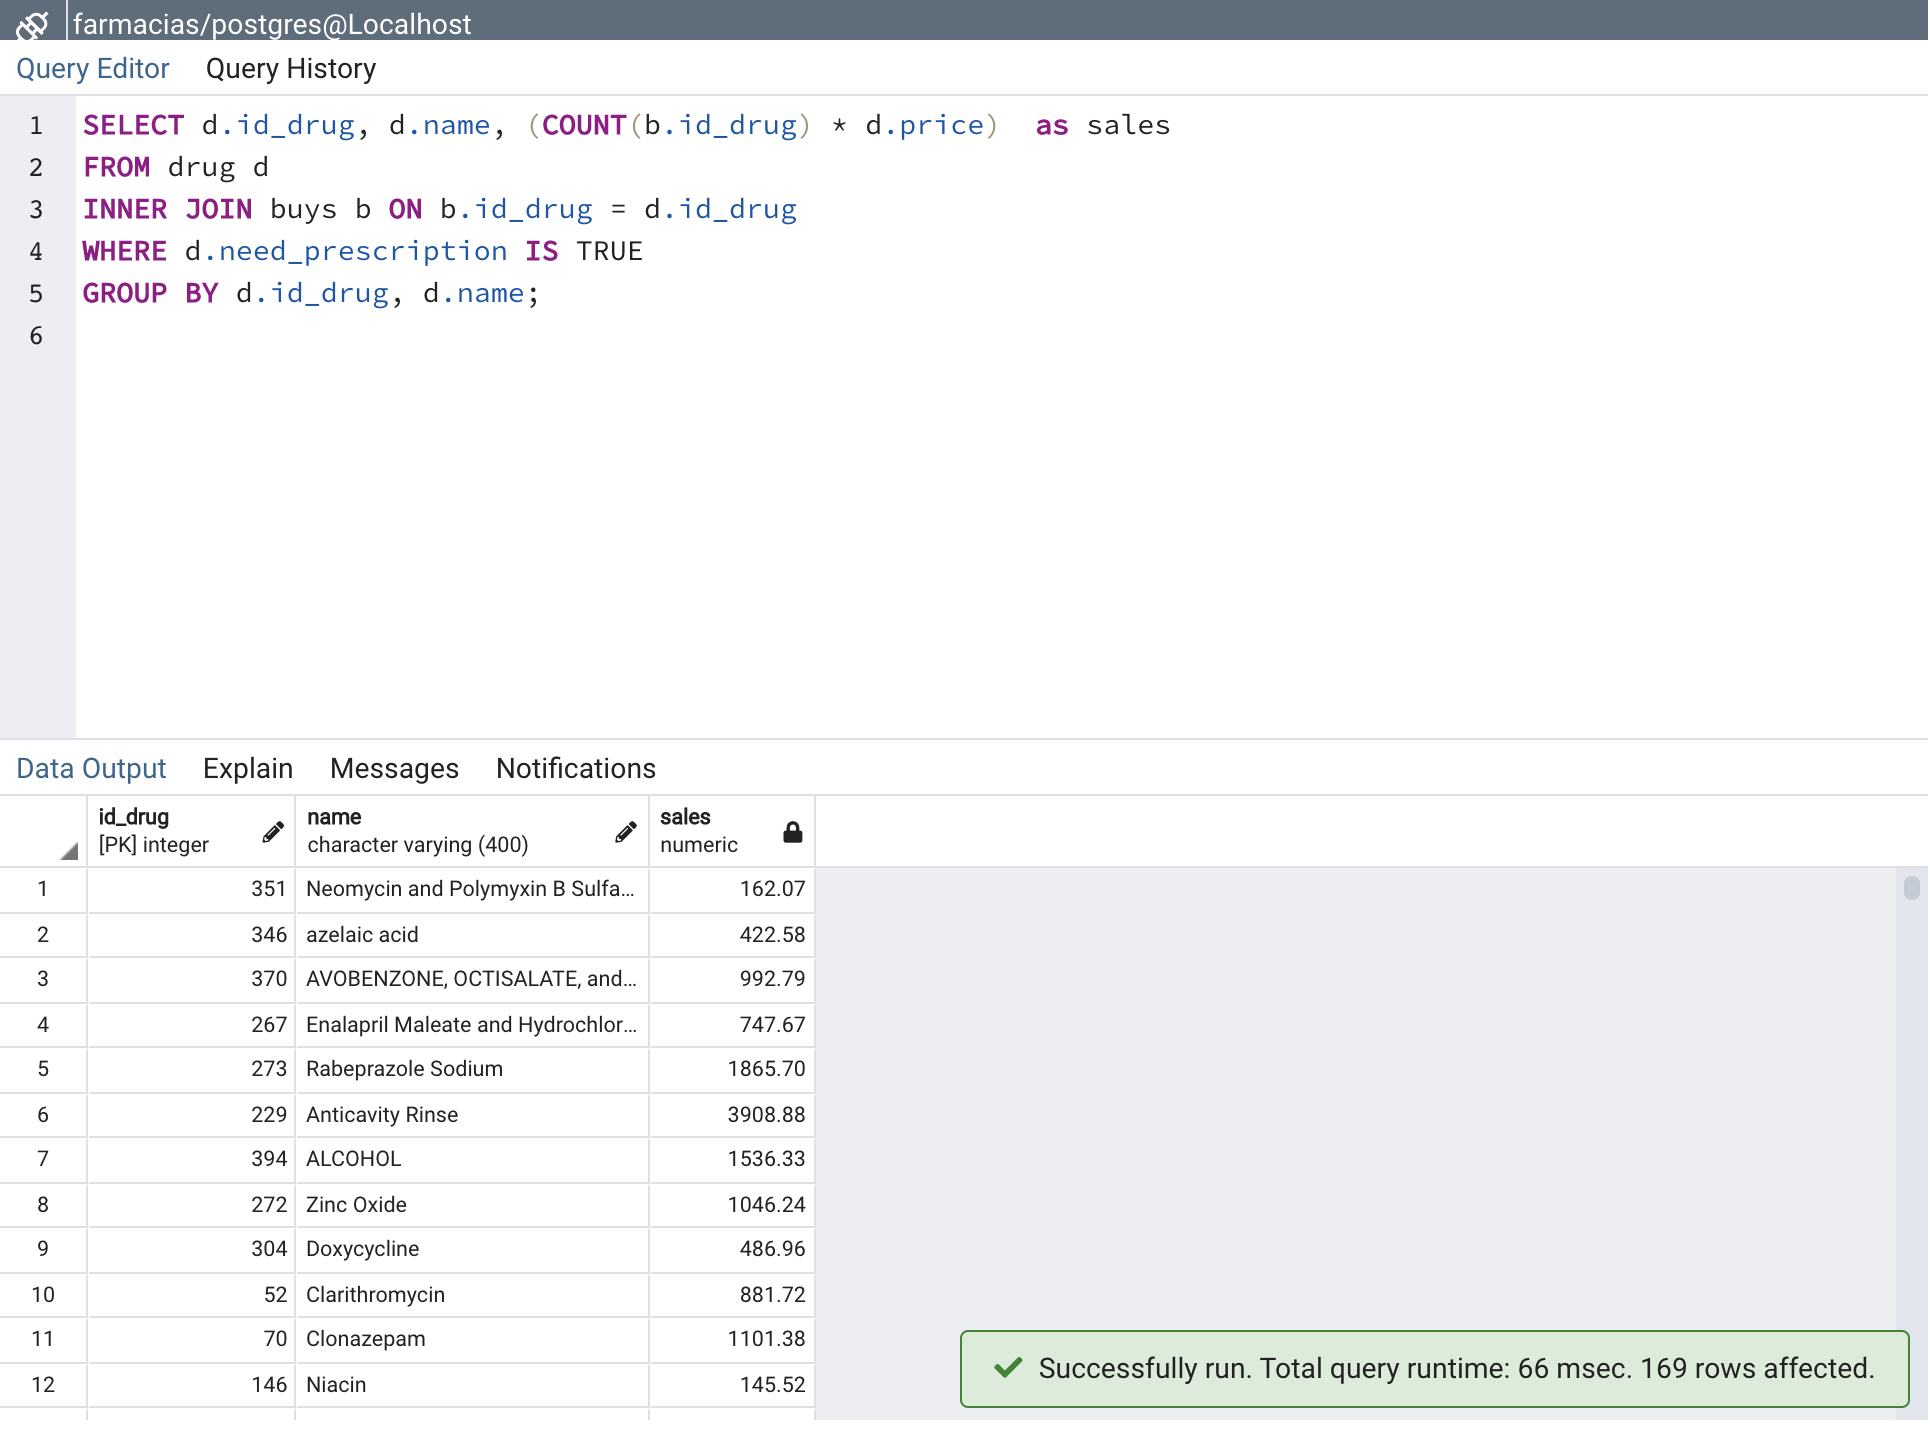 farmacias/postgres@Localhost
Query Editor Query History
1 SELECT d.id_drug, d.name, (COUNT(b.id_drug) * d.price)  as sales
2 FROM drug d
3 INNER JOIN buys b ON b.id_drug = d.id_drug
4 WHERE d.need_prescription IS TRUE
5 GROUP BY d.id_drug, d.name;
6
Data Output Explain Messages Notifications
id_drug name sales
[PK] integer character varying (400) numeric
1 351 Neomycin and Polymyxin B Sulfa... 162.07
2 346 azelaic acid 422.58
3 370 AVOBENZONE, OCTISALATE, and... 992.79
4 267 Enalapril Maleate and Hydrochlor... 747.67
5 273 Rabeprazole Sodium 1865.70
6 229 Anticavity Rinse 3908.88
7 394 ALCOHOL 1536.33
8 272 Zinc Oxide 1046.24
9 304 Doxycycline 486.96
10 52 Clarithromycin 881.72
11 70 Clonazepam 1101.38
12 146 Niacin 145.52
Successfully run. Total query runtime: 66 msec. 169 rows affected.